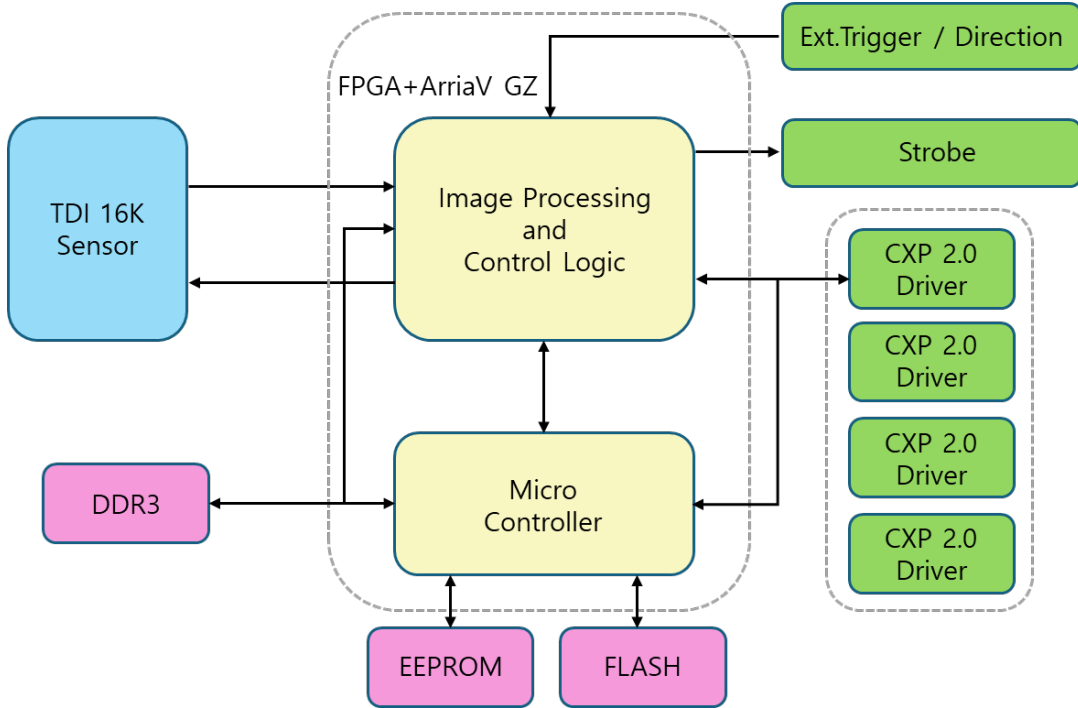 Ext.Trigger / Direction
FPGA+ArriaV GZ
Strobe
TDI 16K
Sensor
Image Processing
and
Control Logic
CXP 2.0
Driver
CXP 2.0
Driver
CXP 2.0
Driver
CXP 2.0
Driver
DDR3
Micro
Controller
EEPROM
FLASH